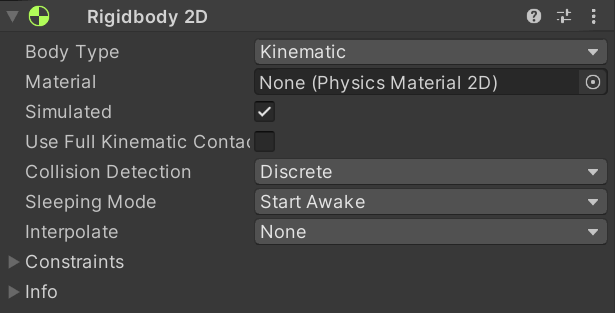 Rigidbody 2D
Body Type Kinematic
Material None (Physics Material 2D)
Simulated
Use Full Kinematic Contac
Collision Detection Discrete
Sleeping Mode Start Awake
Interpolate None
Constraints
Info